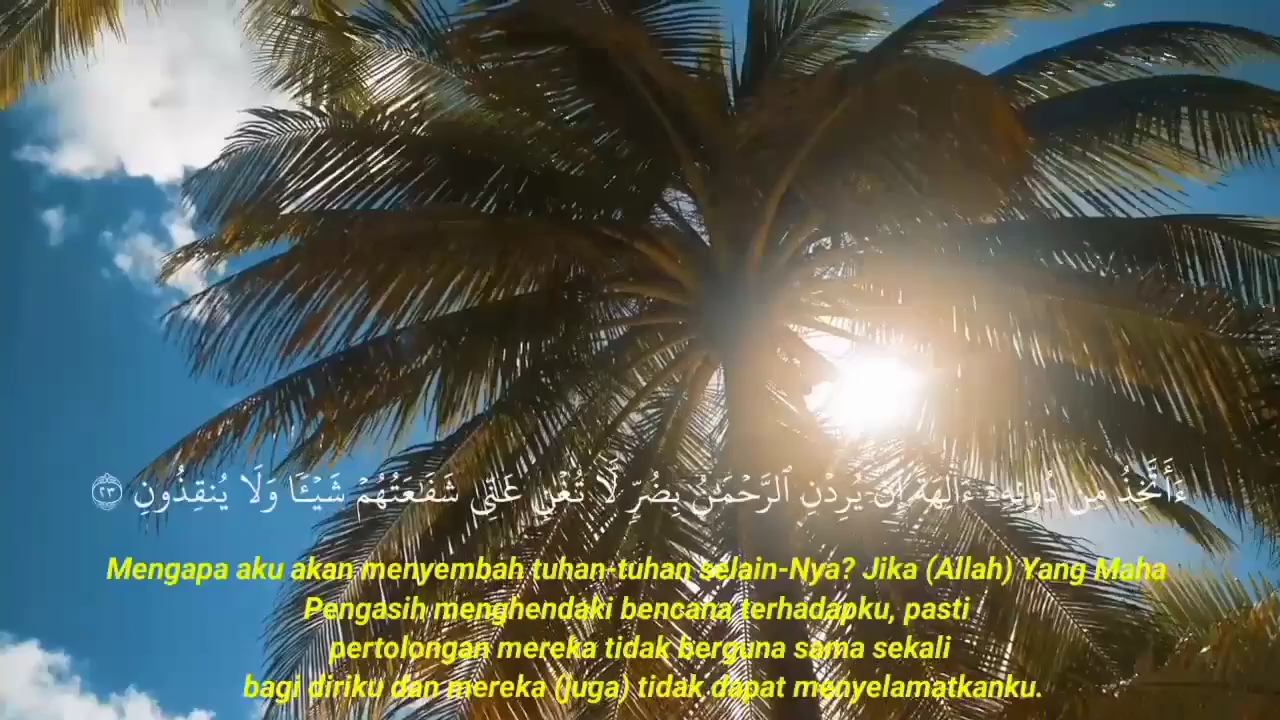 ءَأَتَّخِذُ مِن دُونِهِۦٓ ءَالِهَةً إِن يُرِدْنِ ٱلرَّحْمَٰنُ بِضُرٍّ لَّا تُغْنِ عَنِّى شَفَٰعَتُهُمْ شَيْـًٔا وَلَا يُنقِذُونِ ٢٣
Mengapa aku akan menyembah tuhan-tuhan selain-Nya? Jika (Allah) Yang Maha
Pengasih menghendaki bencana terhadapku, pasti
pertolongan mereka tidak berguna sama sekali
bagi diriku dan mereka (juga) tidak dapat menyelamatkanku.